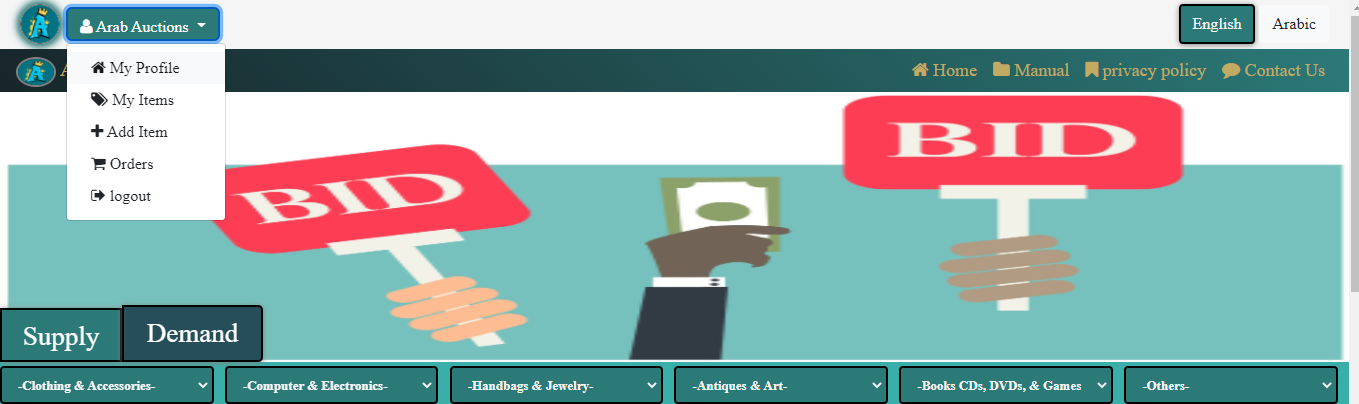 Arab Auctions
English
Arabic
My Profile
My Items
Add Item
Orders
logout
Home
Manual
privacy policy
Contact Us
BID
BID
Supply
Demand
-Clothing & Accessories-
-Computer & Electronics-
-Handbags & Jewelry-
-Antiques & Art-
-Books CDs, DVDs, & Games
-Others-